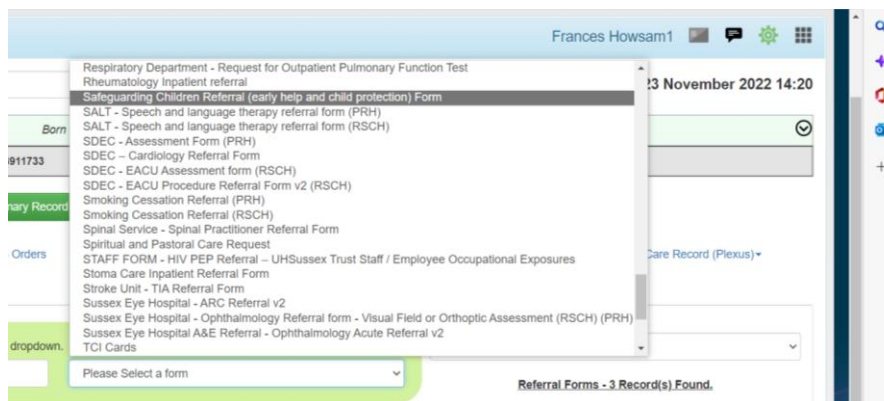 Frances Howsam1
23 November 2022 14:20
Respiratory Department - Request for Outpatient Pulmonary Function Test
Rheumatology Inpatient referral
Safeguarding Children Referral (early help and child protection) Form
SALT - Speech and language therapy referral form (PRH)
SALT - Speech and language therapy referral form (RSCH)
SDEC - Assessment Form (PRH)
SDEC – Cardiology Referral Form
SDEC - EACU Assessment form (RSCH)
SDEC - EACU Procedure Referral Form v2 (RSCH)
Smoking Cessation Referral (PRH)
Smoking Cessation Referral (RSCH)
Spinal Service - Spinal Practitioner Referral Form
Spiritual and Pastoral Care Request
STAFF FORM - HIV PEP Referral – UHSussex Trust Staff / Employee Occupational Exposures
Stoma Care Inpatient Referral Form
Stroke Unit - TIA Referral Form
Sussex Eye Hospital - ARC Referral v2
Sussex Eye Hospital - Ophthalmology Referral form - Visual Field or Orthoptic Assessment (RSCH) (PRH)
Sussex Eye Hospital A&E Referral - Ophthalmology Acute Referral v2
TCI Cards
Born
911733
nary Record
Orders
Care Record (Plexus)
dropdown.
Please Select a form
Referral Forms - 3 Record(s) Found.